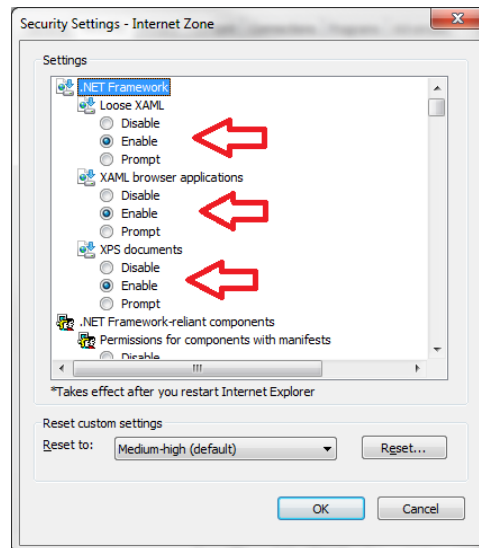 Security Settings - Internet Zone
Settings
.NET Framework
Loose XAML
Disable
Enable
Prompt
XAML browser applications
Disable
Enable
Prompt
XPS documents
Disable
Enable
Prompt
.NET Framework-reliant components
Permissions for components with manifests
Disable
*Takes effect after you restart Internet Explorer
Reset custom settings
Reset to: Medium-high (default) Reset...
OK Cancel